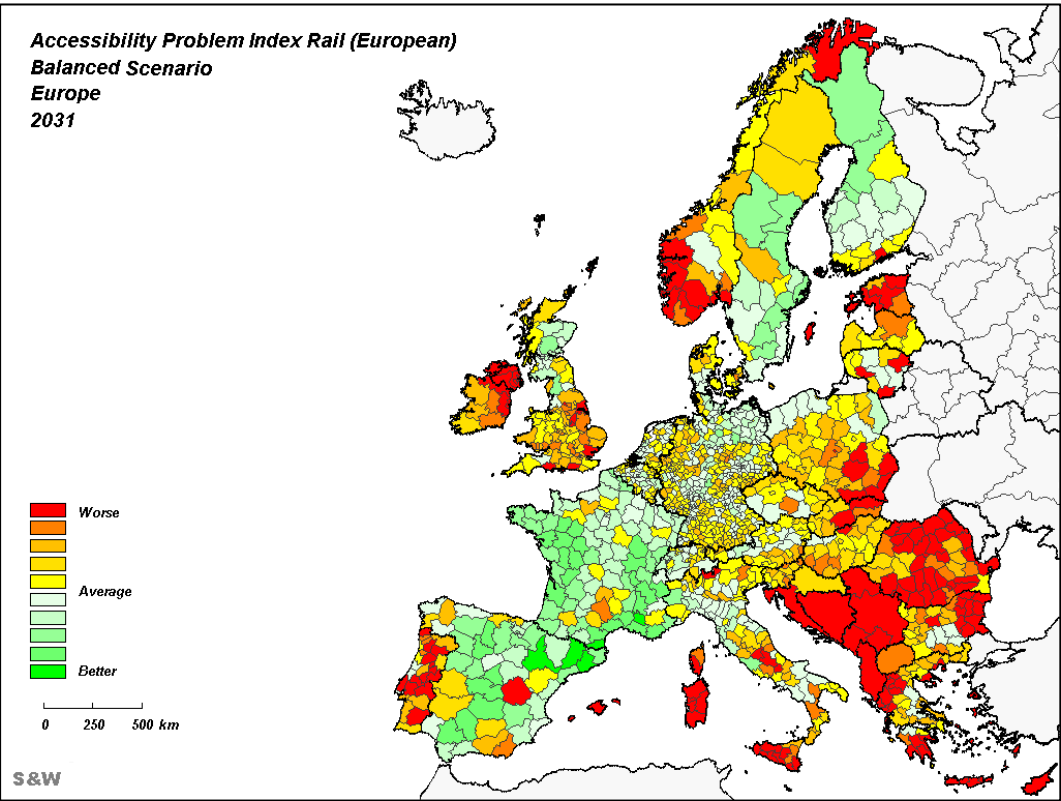 Accessibility Problem Index Rail (European)
Balanced Scenario
Europe
2031
Worse
Average
Better
0 250 500 km
S&W